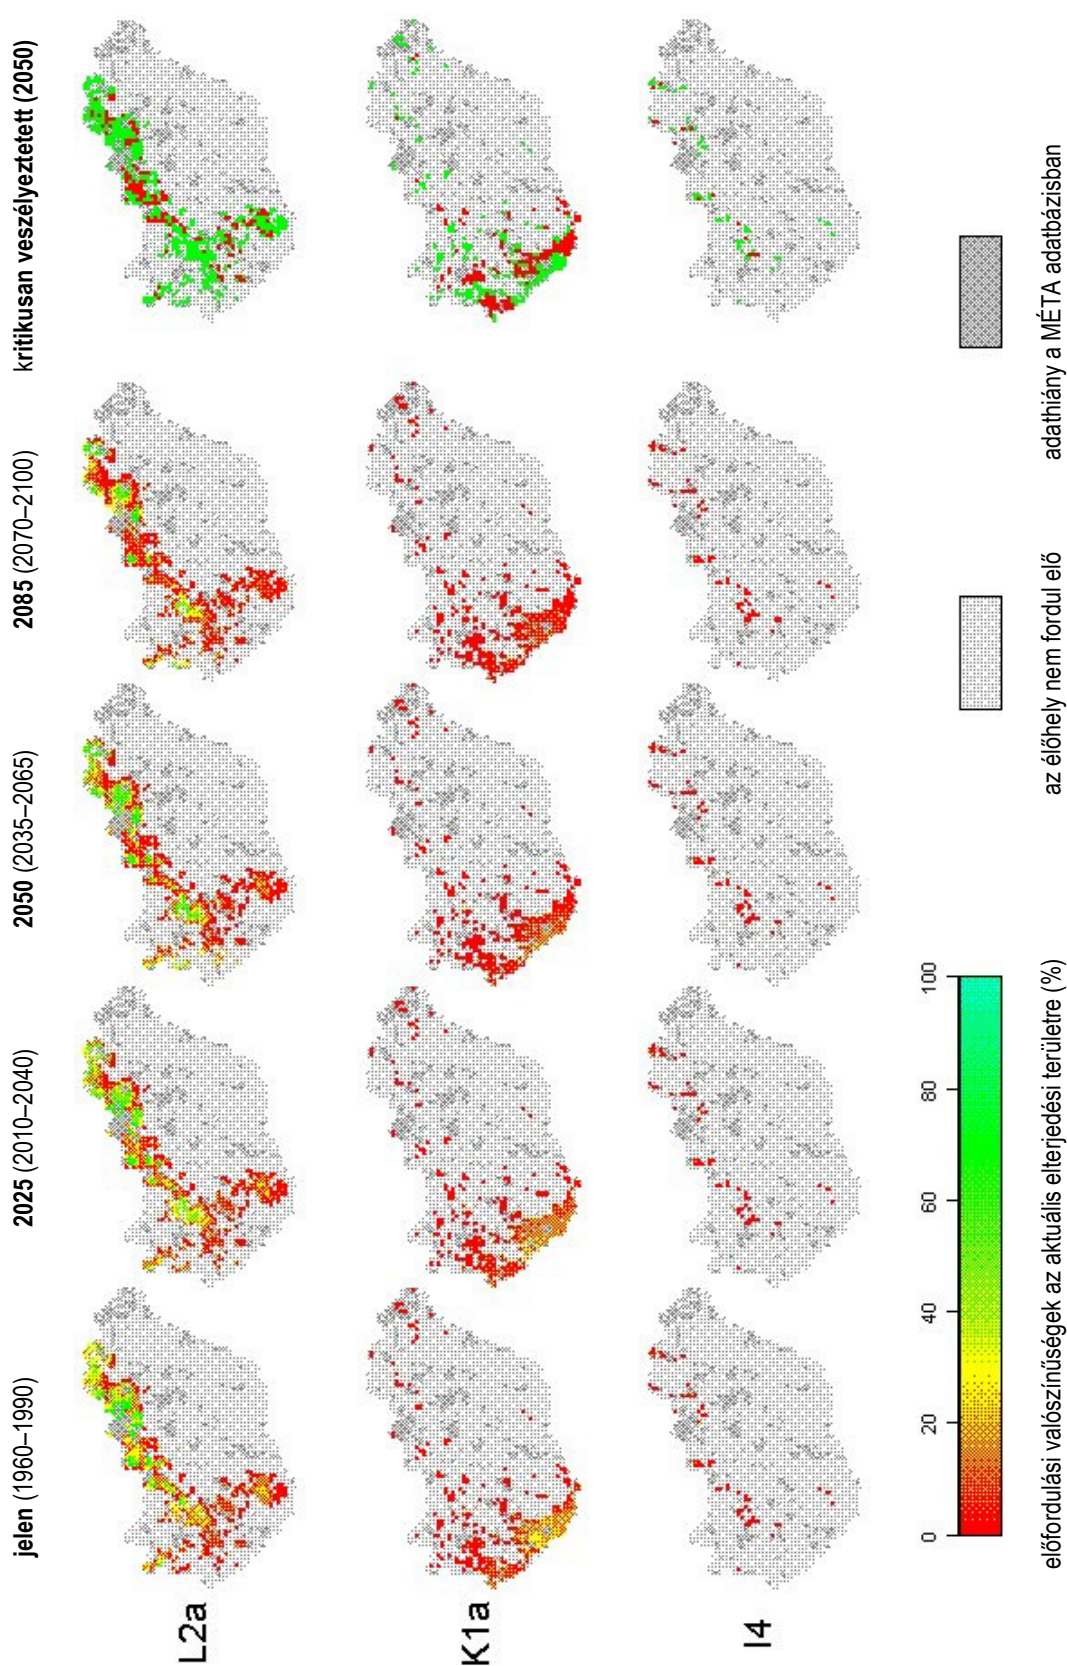 jelen (1960–1990)
2025 (2010–2040)
2050 (2035–2065)
2085 (2070–2100)
kritikusan veszélyeztetett (2050)
L2a
K1a
I4
0
20
40
60
80
100
előfordulási valószínűségek az aktuális elterjedési területre (%)
az élőhely nem fordul elő
adathiány a MÉTA adatbázisban